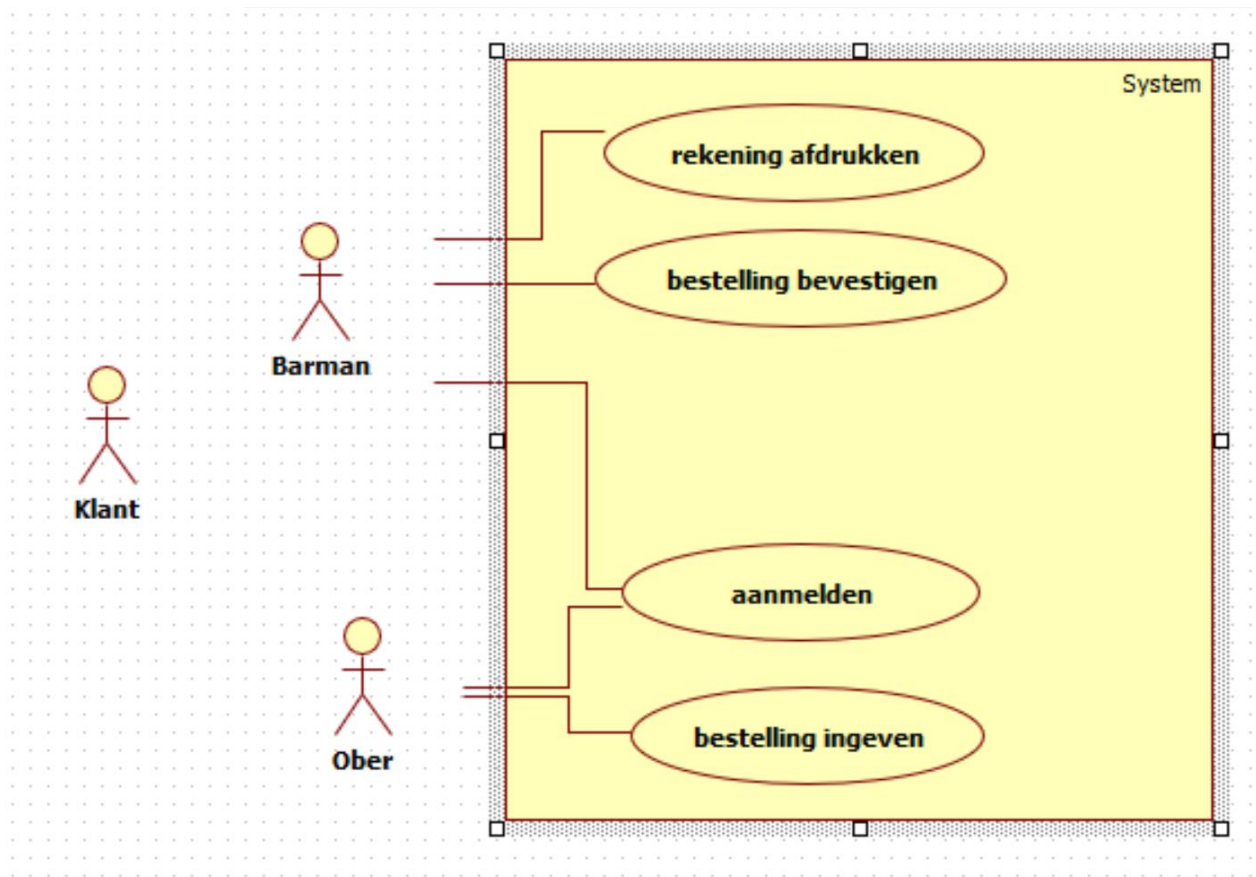 System
rekening afdrukken
bestelling bevestigen
Barman
Klant
aanmelden
bestelling ingeven
Ober